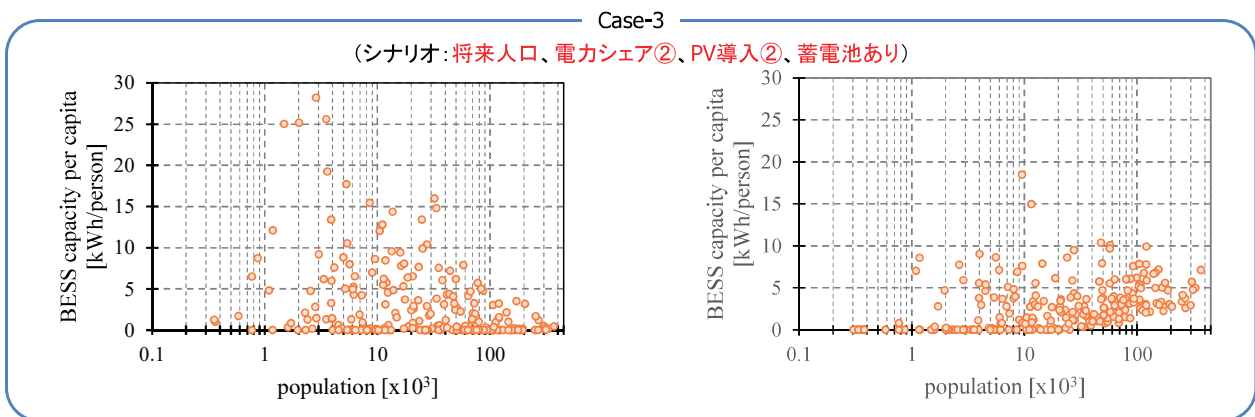 Case-3
(シナリオ:将来人口、電力シェア②、PV導入②、蓄電池あり)
BESS capacity per capita
[kWh/person]
30
25
20
15
10
5
0
0.1 1 10 100
population [x10³]
BESS capacity per capita
[kWh/person]
30
25
20
15
10
5
0
0.1 1 10 100
population [x10³]